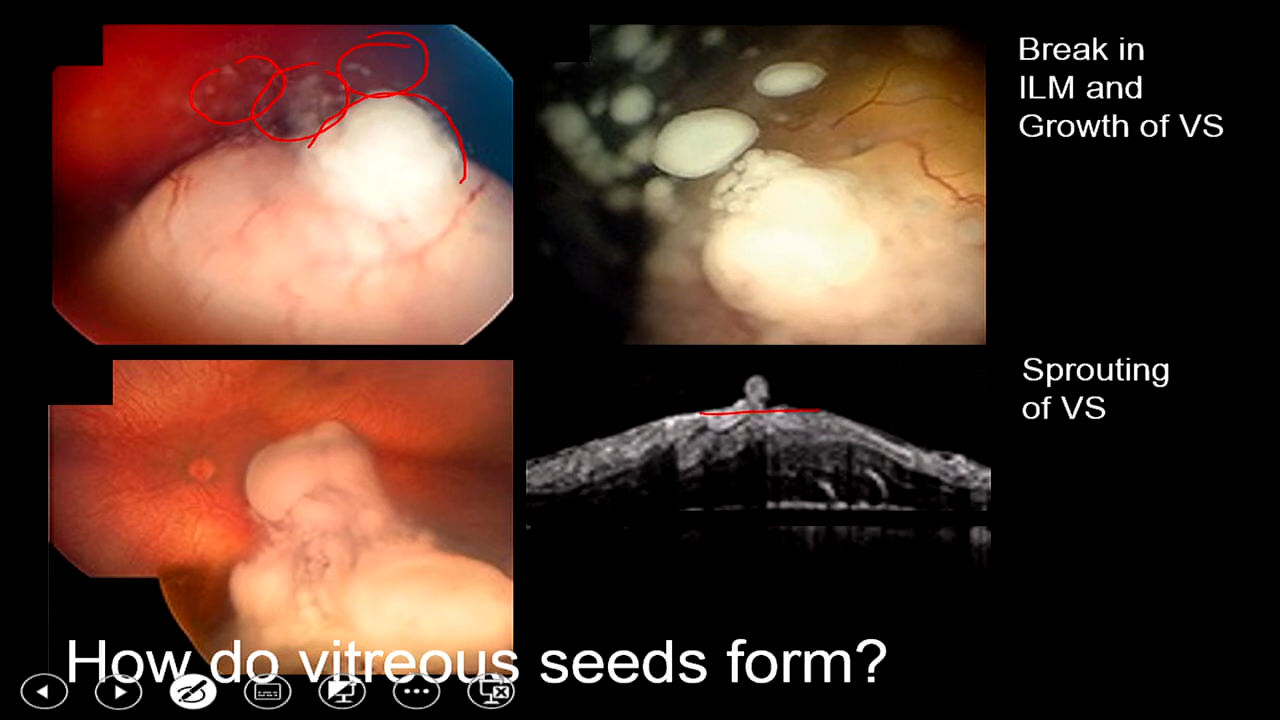 Break in
ILM and
Growth of VS
Sprouting
of VS
How do vitreous seeds form?